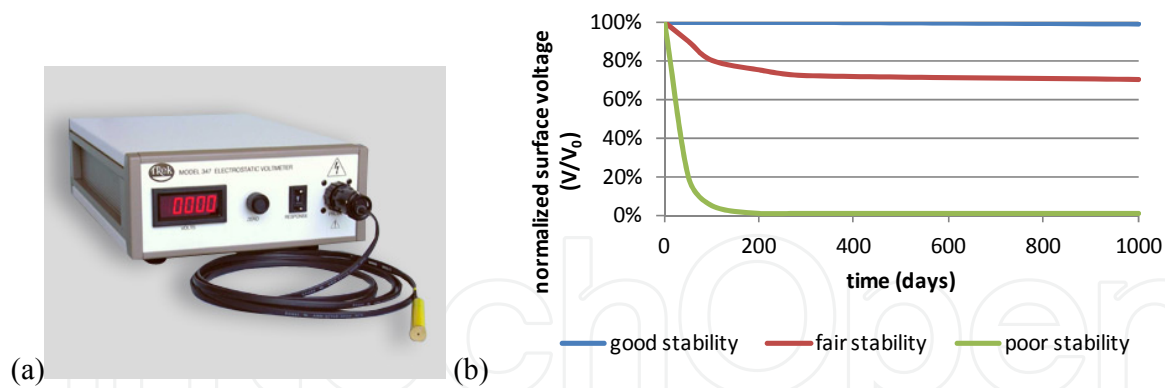 (a)
TREK
MODEL 347 ELECTROSTATIC VOLTMETER
0000
VOLTS
ZERO
RESPONSE
(b)
normalized surface voltage
(V/V₀)
100%
80%
60%
40%
20%
0%
0
200
400
600
800
1000
time (days)
good stability
fair stability
poor stability